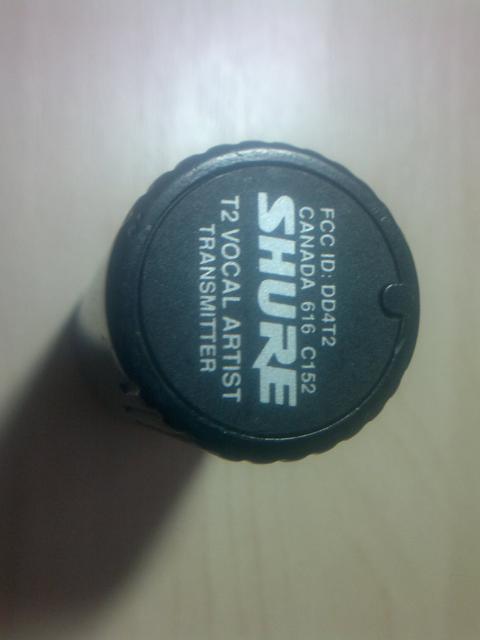 FCC ID: DD4T2
CANADA 616 C152
SHURE
T2 VOCAL ARTIST
TRANSMITTER